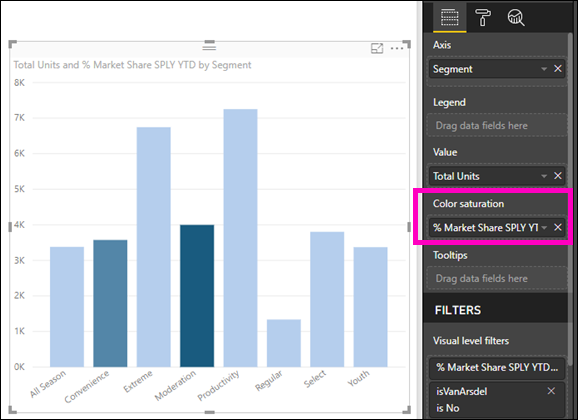 Total Units and % Market Share SPLY YTD by Segment
8K
7K
6K
5K
4K
3K
2K
1K
0K
All Season
Convenience
Extreme
Moderation
Productivity
Regular
Select
Youth
Axis
Segment
Legend
Drag data fields here
Value
Total Units
Color saturation
% Market Share SPLY YT
Tooltips
Drag data fields here
FILTERS
Visual level filters
% Market Share SPLY YTD...
isVanArsdel
is No